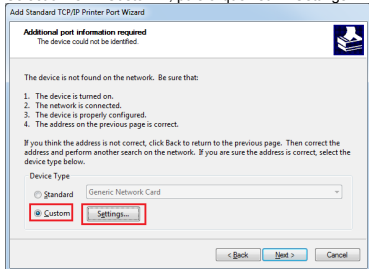 Add Standard TCP/IP Printer Port Wizard
Additional port information required
The device could not be identified.
The device is not found on the network. Be sure that:
1. The device is turned on.
2. The network is connected.
3. The device is properly configured.
4. The address on the previous page is correct.
If you think the address is not correct, click Back to return to the previous page. Then correct the
address and perform another search on the network. If you are sure the address is correct, select the
device type below.
Device Type
Standard
Generic Network Card
Custom
Settings...
< Back
Next >
Cancel